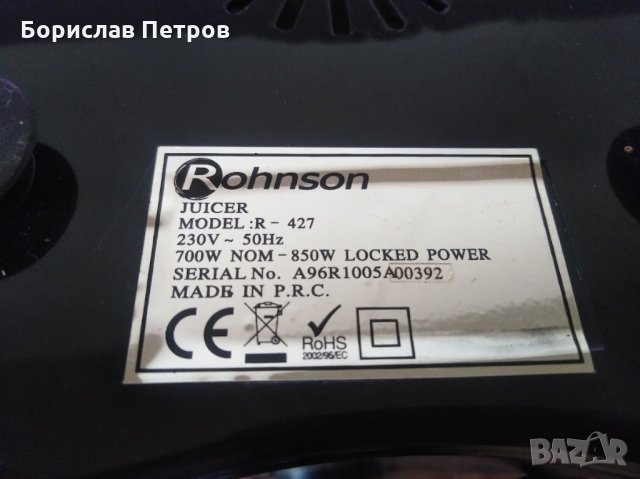 Борислав Петров
Rohnson
JUICER
MODEL :R- 427
230V ~ 50Hz
700W NOM - 850W LOCKED POWER
SERIAL No. A96R1005A00392
MADE IN P.R.C.
CE
RoHS
2002/95/EC
BAZAR